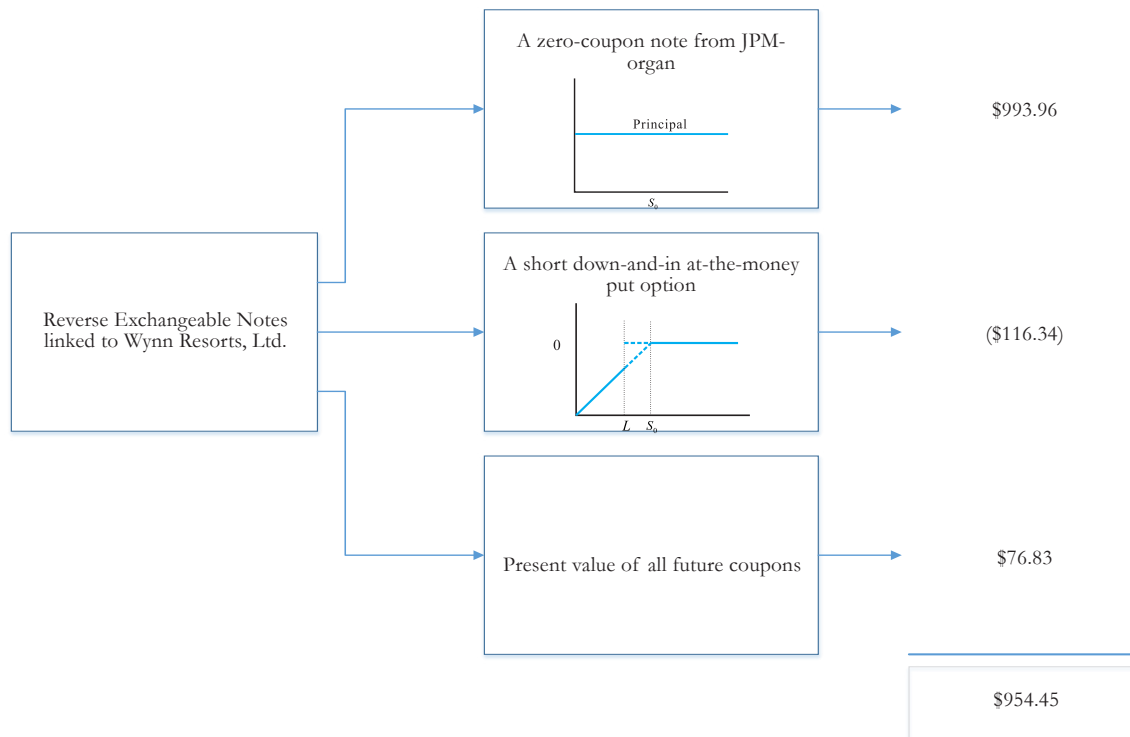 A zero-coupon note from JPM-
organ
Principal
S₀
$993.96
Reverse Exchangeable Notes
linked to Wynn Resorts, Ltd.
A short down-and-in at-the-money
put option
0
L S₀
($116.34)
Present value of all future coupons
$76.83
$954.45